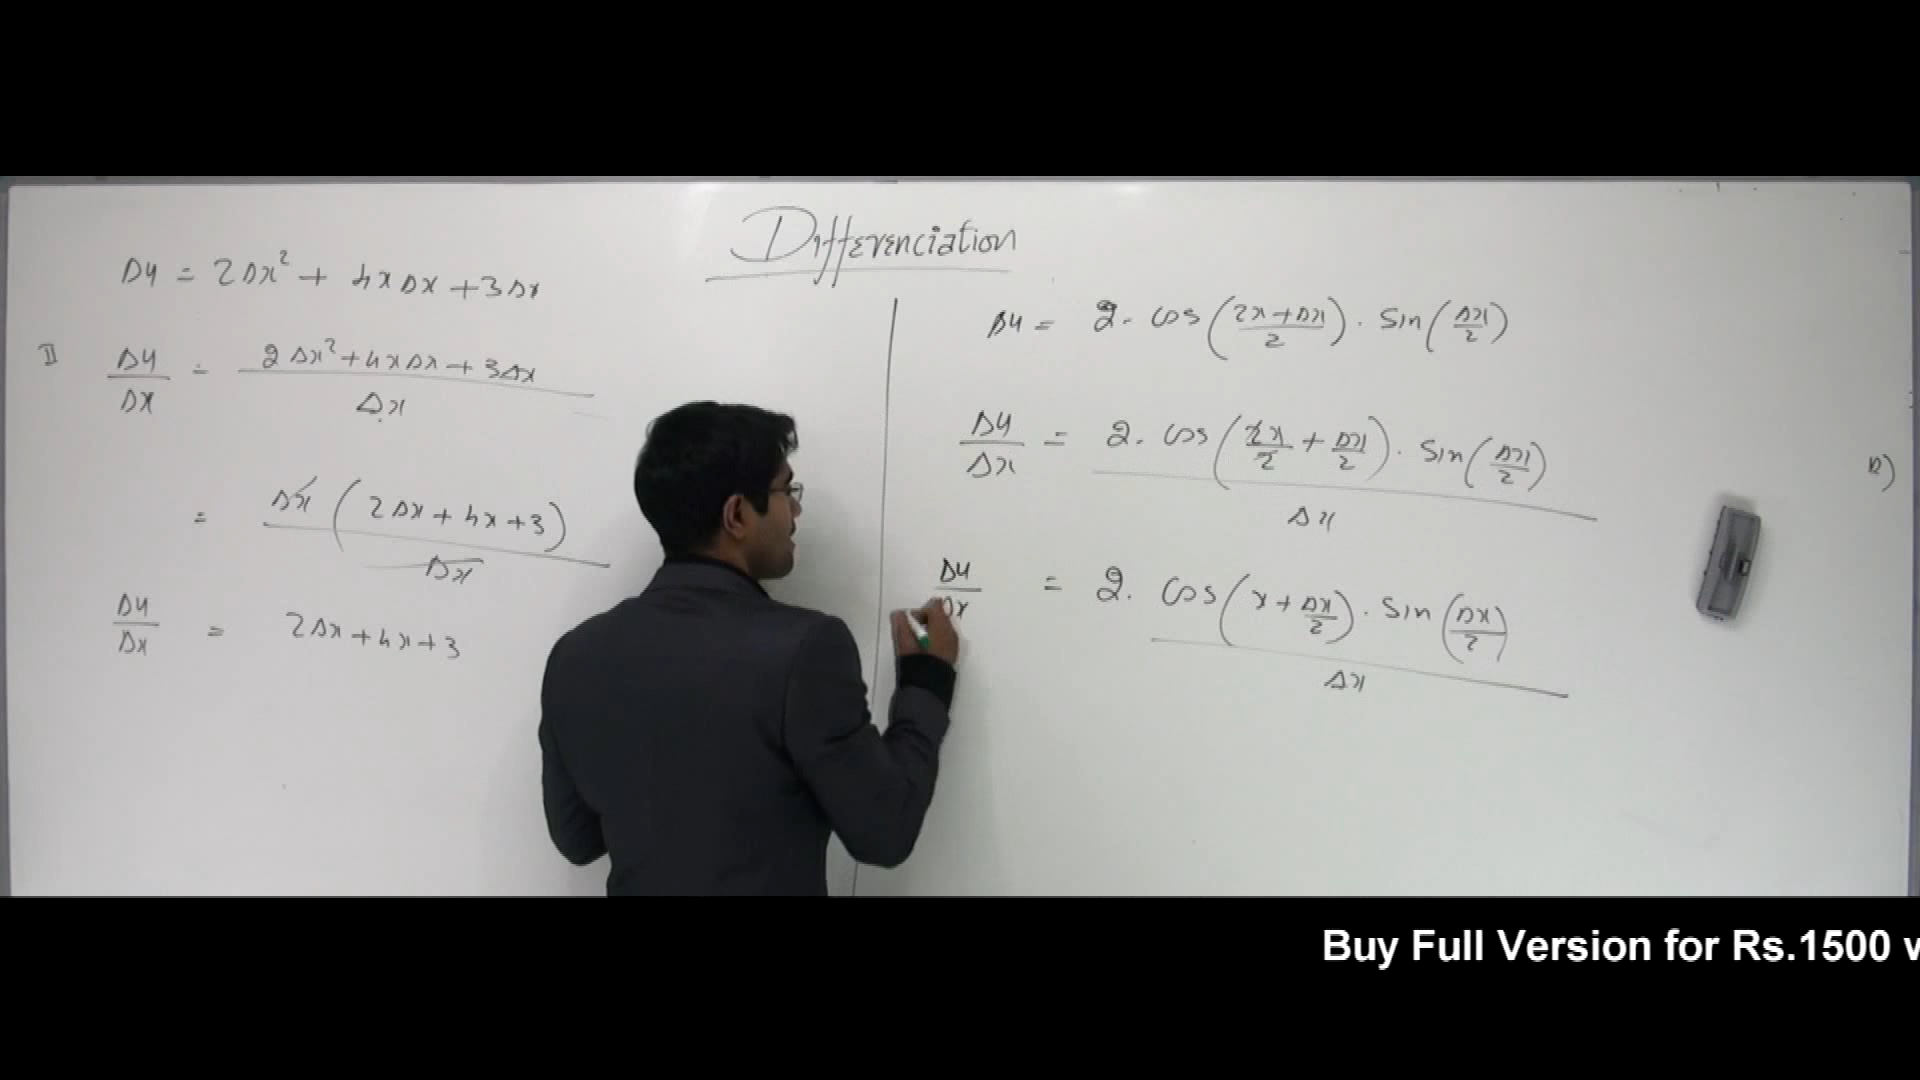 Differenciation
Δy = 2Δx² + 4xΔx + 3Δx
II Δy/Δx = (2Δx² + 4xΔx + 3Δx)/Δx
= Δx(2Δx + 4x + 3)/Δx
Δy/Δx = 2Δx + 4x + 3
Δy = 2. cos((2x+Δx)/2) . sin(Δx/2)
Δy/Δx = 2. cos(2x/2 + Δx/2) . sin(Δx/2) / Δx
Δy/Δx = 2. cos(x + Δx/2) . sin(Δx/2) / Δx
Buy Full Version for Rs.1500